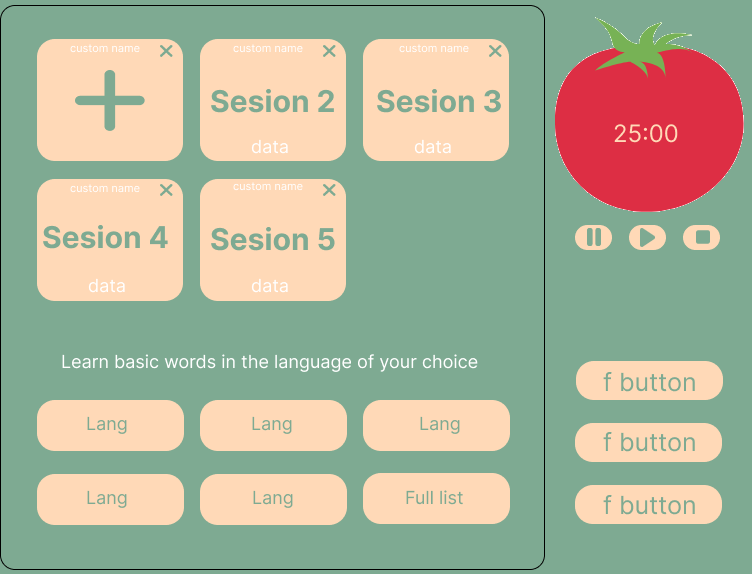 custom name
custom name
custom name
Sesion 2
Sesion 3
data
data
custom name
custom name
Sesion 4
Sesion 5
data
data
Learn basic words in the language of your choice
Lang
Lang
Lang
Lang
Lang
Full list
25:00
f button
f button
f button